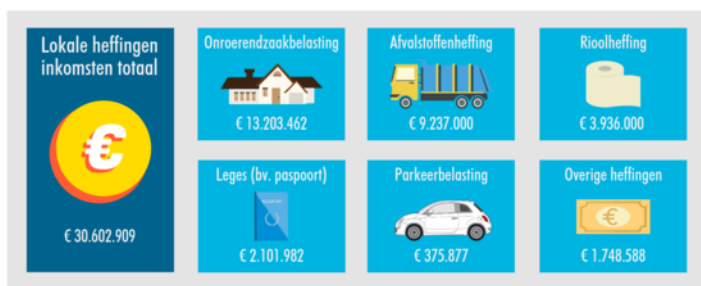 Lokale heffingen
inkomsten totaal
€ 30.602.909
Onroerendzaakbelasting
€ 13.203.462
Afvalstoffenheffing
€ 9.237.000
Rioolheffing
€ 3.936.000
Leges (bv. paspoort)
€ 2.101.982
Parkeerbelasting
€ 375.877
Overige heffingen
€ 1.748.588